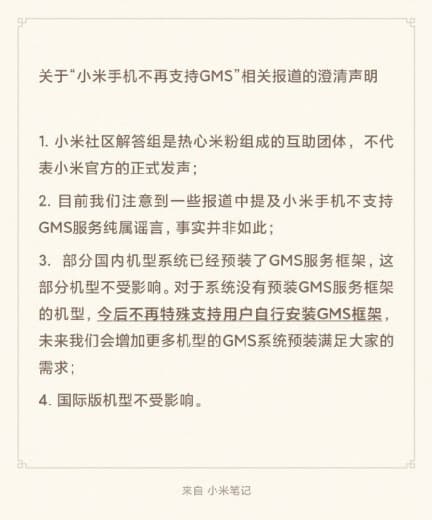 关于“小米手机不再支持GMS”相关报道的澄清声明
1. 小米社区解答组是热心米粉组成的互助团体，不代
表小米官方的正式发声；
2. 目前我们注意到一些报道中提及小米手机不支持
GMS服务纯属谣言，事实并非如此；
3. 部分国内机型系统已经预装了GMS服务框架，这
部分机型不受影响。对于系统没有预装GMS服务框架
的机型，今后不再特殊支持用户自行安装GMS框架，
未来我们会增加更多机型的GMS系统预装满足大家的
需求；
4. 国际版机型不受影响。
来自 小米笔记